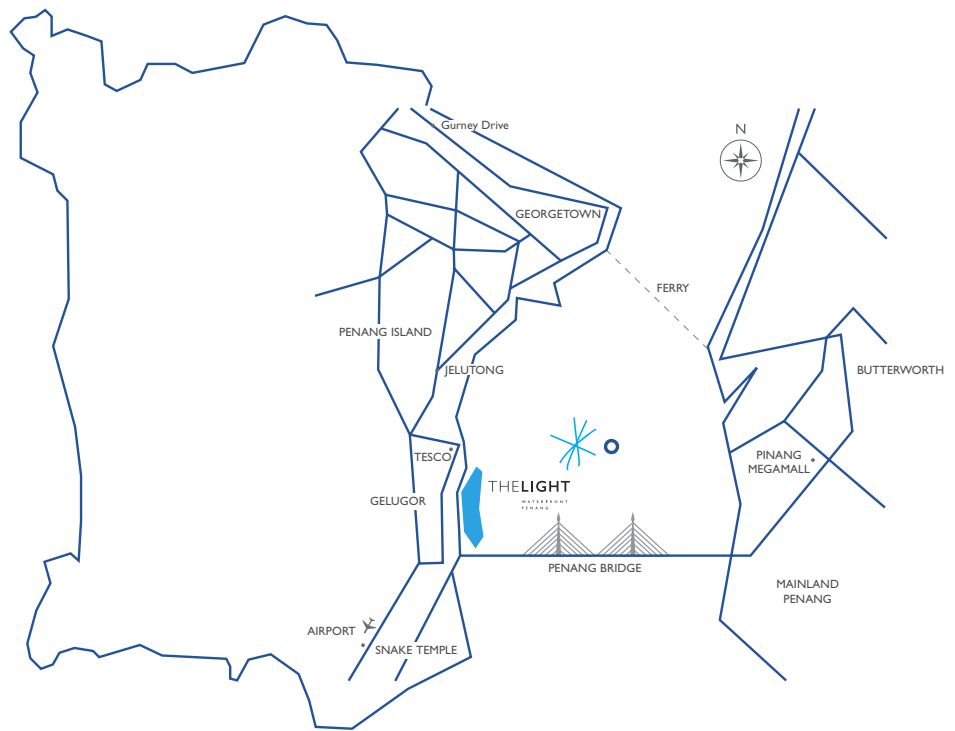 Gurney Drive
N
GEORGETOWN
FERRY
PENANG ISLAND
JELUTONG
BUTTERWORTH
TESCO
PINANG
MEGAMALL
GELUGOR
THELIGHT
WATERFRONT
PENANG
PENANG BRIDGE
MAINLAND
PENANG
AIRPORT
SNAKE TEMPLE